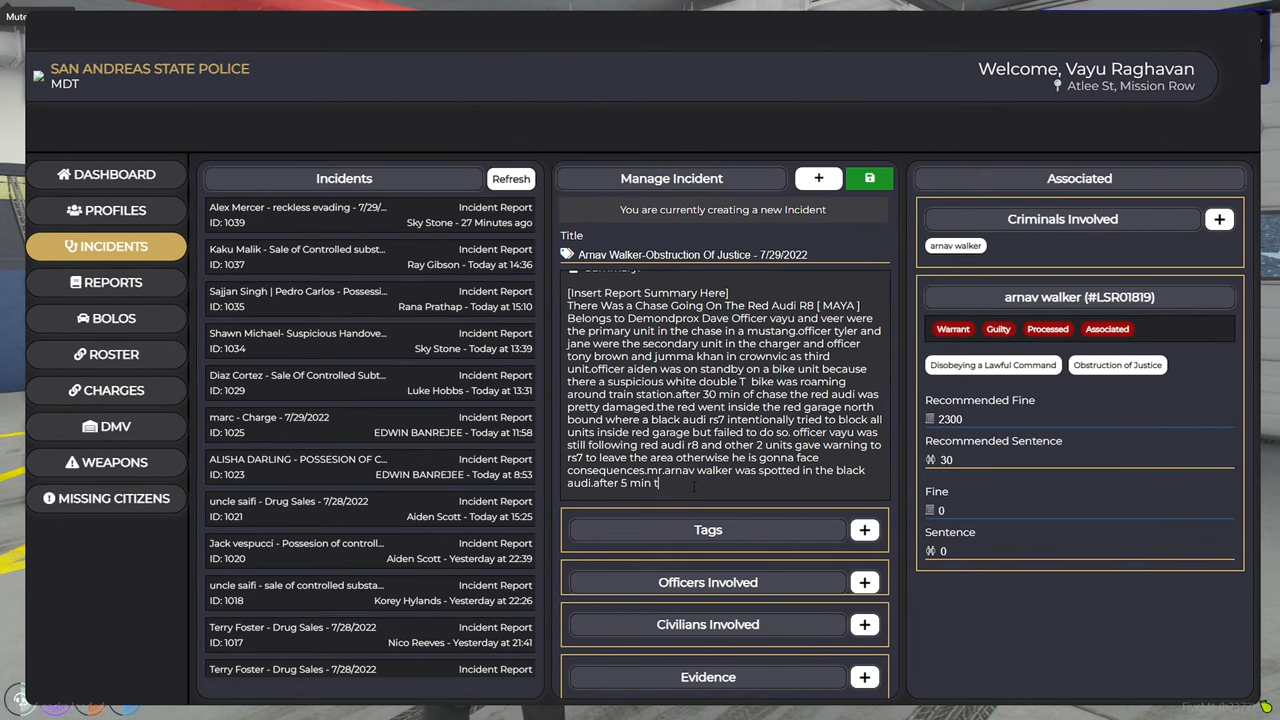 Mute
SAN ANDREAS STATE POLICE
MDT
Welcome, Vayu Raghavan
Atlee St, Mission Row
DASHBOARD
PROFILES
INCIDENTS
REPORTS
BOLOS
ROSTER
CHARGES
DMV
WEAPONS
MISSING CITIZENS
Incidents
Refresh
Alex Mercer - reckless evading - 7/29/...
Incident Report
ID: 1039
Sky Stone - 27 Minutes ago
Kaku Malik - Sale of Controlled subst...
Incident Report
ID: 1037
Ray Gibson - Today at 14:36
Sajjan Singh | Pedro Carlos - Possessi...
Incident Report
ID: 1035
Rana Prathap - Today at 15:10
Shawn Michael- Suspicious Handove...
Incident Report
ID: 1034
Sky Stone - Today at 13:39
Diaz Cortez - Sale Of Controlled Subt...
Incident Report
ID: 1029
Luke Hobbs - Today at 13:31
marc - Charge - 7/29/2022
Incident Report
ID: 1025
EDWIN BANREJEE - Today at 11:58
ALISHA DARLING - POSSESION OF C...
Incident Report
ID: 1023
EDWIN BANREJEE - Today at 8:53
uncle saifi - Drug Sales - 7/28/2022
Incident Report
ID: 1021
Aiden Scott - Today at 15:25
Jack vespucci - Possesion of controll...
Incident Report
ID: 1020
Aiden Scott - Yesterday at 22:39
uncle saifi - sale of controlled substa...
Incident Report
ID: 1018
Korey Hylands - Yesterday at 22:26
Terry Foster - Drug Sales - 7/28/2022
Incident Report
ID: 1017
Nico Reeves - Yesterday at 21:41
Terry Foster - Drug Sales - 7/28/2022
Incident Report
Manage Incident
+
You are currently creating a new Incident
Title
Arnav Walker-Obstruction Of Justice - 7/29/2022
Summary:
[Insert Report Summary Here]
There Was a Chase Going On The Red Audi R8 [ MAYA ]
Belongs to Demondprox Dave Officer vayu and veer were
the primary unit in the chase in a mustang.officer tyler and
jane were the secondary unit in the charger and officer
tony brown and jumma khan in crownvic as third
unit.officer aiden was on standby on a bike unit because
there a suspicious white double T  bike was roaming
around train station.after 30 min of chase the red audi was
pretty damaged.the red went inside the red garage north
bound where a black audi rs7 intentionally tried to block all
units inside red garage but failed to do so. officer vayu was
still following red audi r8 and other 2 units gave warning to
rs7 to leave the area otherwise he is gonna face
consequences.mr.arnav walker was spotted in the black
audi.after 5 min t
Tags
+
Officers Involved
+
Civilians Involved
+
Evidence
+
Associated
Criminals Involved
+
arnav walker
arnav walker (#LSR01819)
Warrant
Guilty
Processed
Associated
Disobeying a Lawful Command
Obstruction of Justice
Recommended Fine
2300
Recommended Sentence
30
Fine
0
Sentence
0